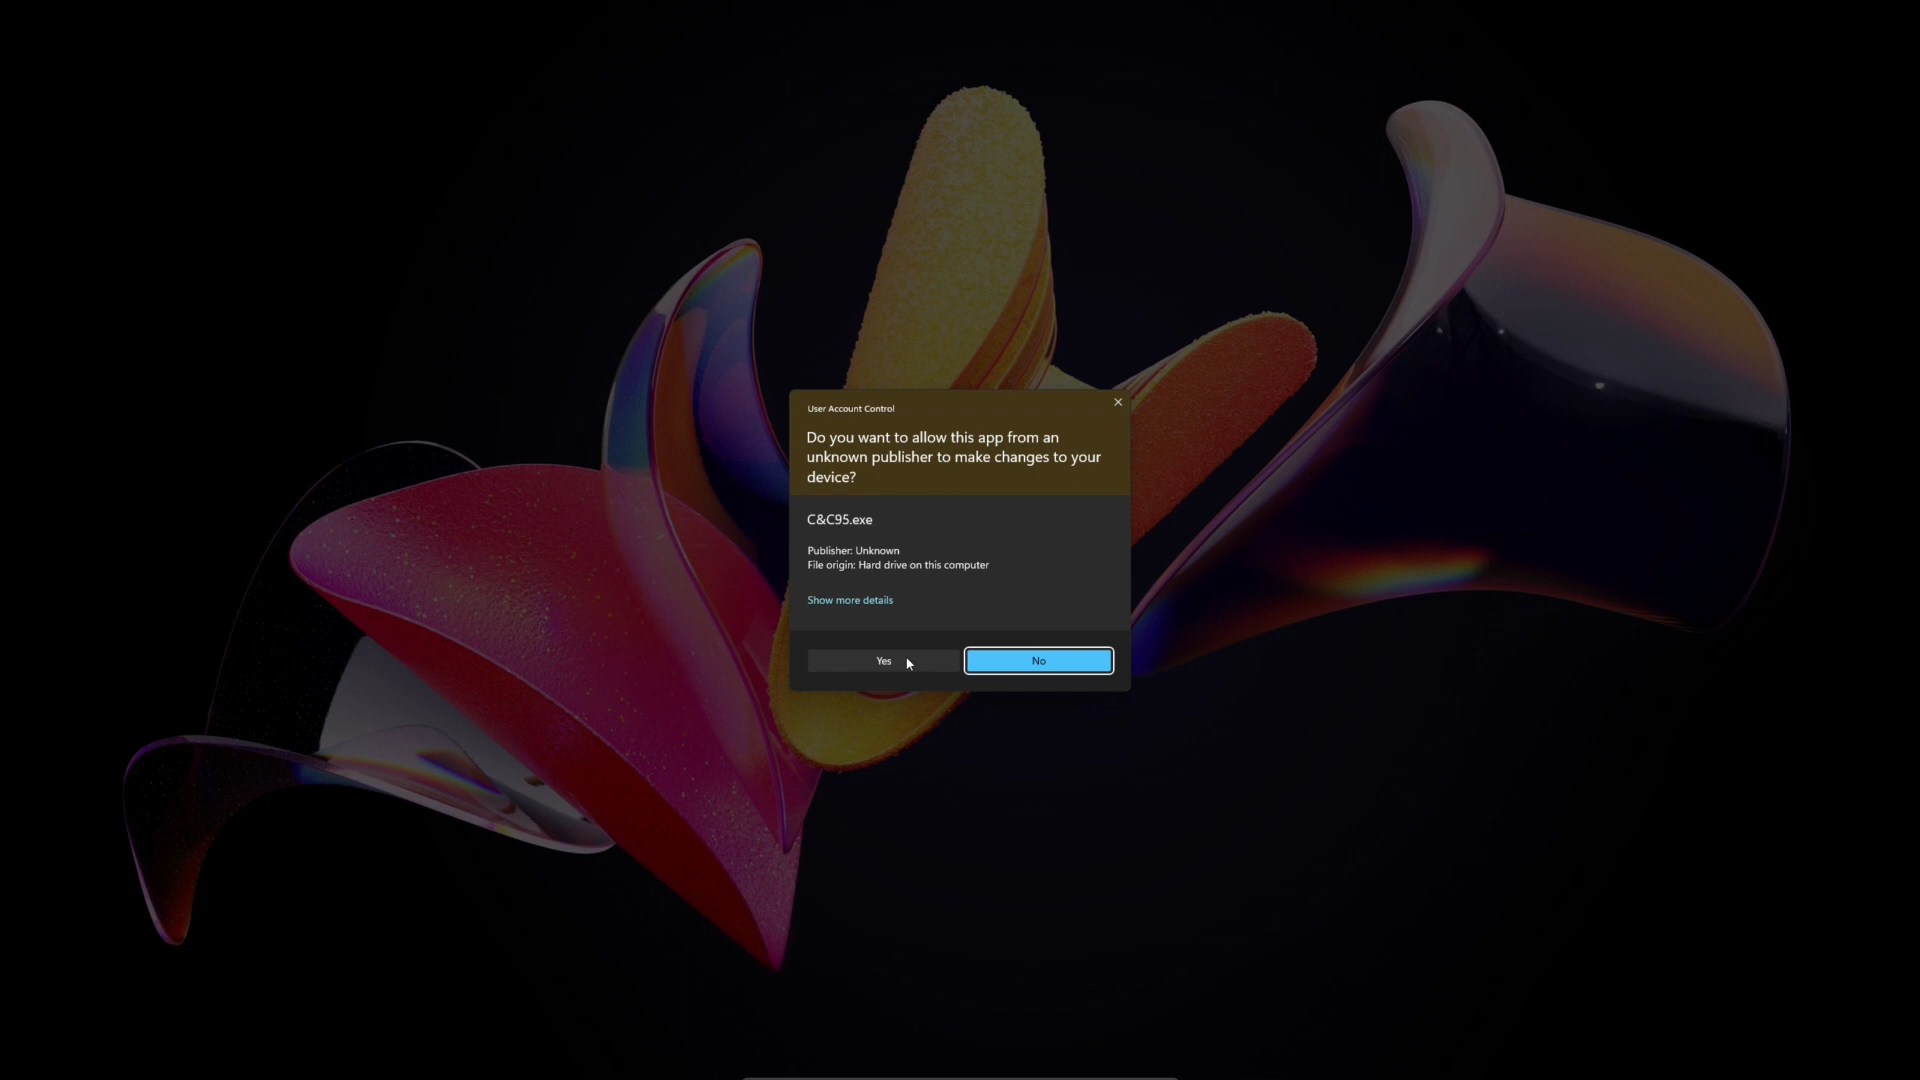 User Account Control
Do you want to allow this app from an
unknown publisher to make changes to your
device?
C&C95.exe
Publisher: Unknown
File origin: Hard drive on this computer
Show more details
Yes
No